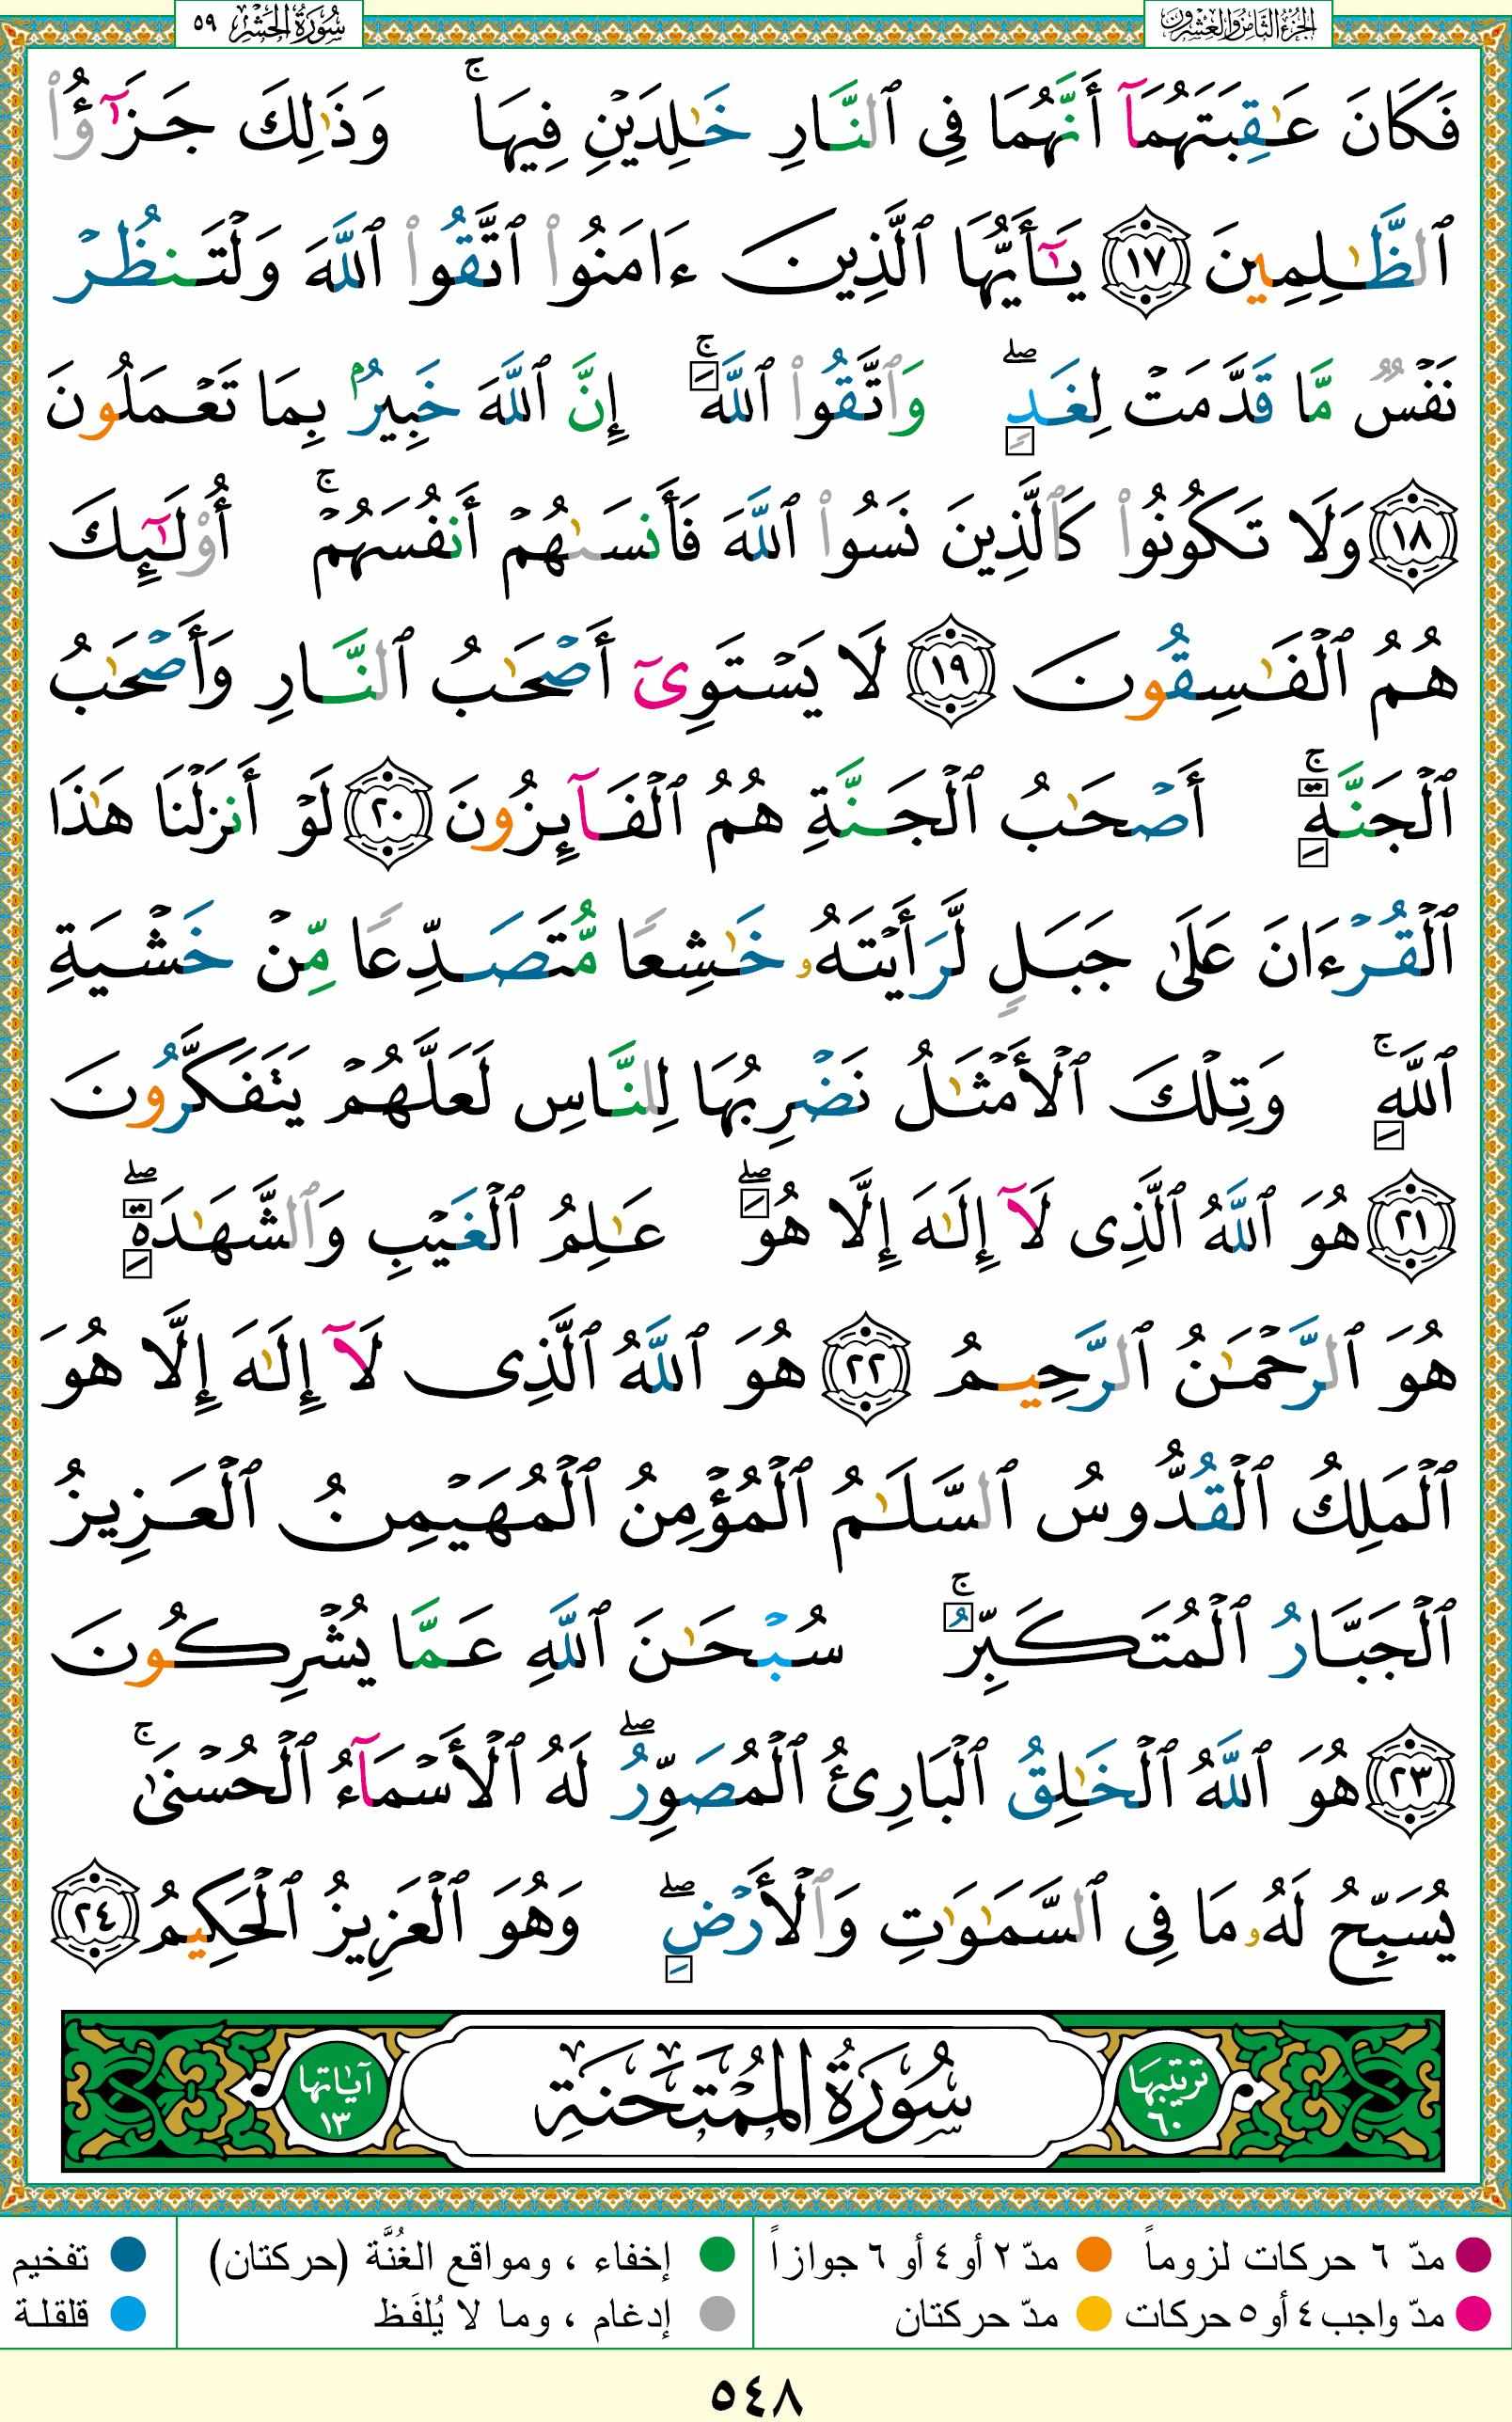 الجزء الثامن والعشرون
سورة الحشر ٥٩
فَكَانَ عَٰقِبَتَهُمَآ أَنَّهُمَا فِى ٱلنَّارِ خَٰلِدَيْنِ فِيهَا ۚ وَذَٰلِكَ جَزَٰٓؤُا۟
ٱلظَّٰلِمِينَ ١٧ يَٰٓأَيُّهَا ٱلَّذِينَ ءَامَنُوا۟ ٱتَّقُوا۟ ٱللَّهَ وَلْتَنظُرْ
نَفْسٌ مَّا قَدَّمَتْ لِغَدٍ ۖ وَٱتَّقُوا۟ ٱللَّهَ ۚ إِنَّ ٱللَّهَ خَبِيرٌۢ بِمَا تَعْمَلُونَ
١٨ وَلَا تَكُونُوا۟ كَٱلَّذِينَ نَسُوا۟ ٱللَّهَ فَأَنسَىٰهُمْ أَنفُسَهُمْ ۚ أُو۟لَٰٓئِكَ
هُمُ ٱلْفَٰسِقُونَ ١٩ لَا يَسْتَوِىٓ أَصْحَٰبُ ٱلنَّارِ وَأَصْحَٰبُ
ٱلْجَنَّةِ ۚ أَصْحَٰبُ ٱلْجَنَّةِ هُمُ ٱلْفَآئِزُونَ ٢٠ لَوْ أَنزَلْنَا هَٰذَا
ٱلْقُرْءَانَ عَلَىٰ جَبَلٍ لَّرَأَيْتَهُۥ خَٰشِعًا مُّتَصَدِّعًا مِّنْ خَشْيَةِ
ٱللَّهِ ۚ وَتِلْكَ ٱلْأَمْثَٰلُ نَضْرِبُهَا لِلنَّاسِ لَعَلَّهُمْ يَتَفَكَّرُونَ
٢١ هُوَ ٱللَّهُ ٱلَّذِى لَآ إِلَٰهَ إِلَّا هُوَ ۖ عَٰلِمُ ٱلْغَيْبِ وَٱلشَّهَٰدَةِ ۖ
هُوَ ٱلرَّحْمَٰنُ ٱلرَّحِيمُ ٢٢ هُوَ ٱللَّهُ ٱلَّذِى لَآ إِلَٰهَ إِلَّا هُوَ
ٱلْمَلِكُ ٱلْقُدُّوسُ ٱلسَّلَٰمُ ٱلْمُؤْمِنُ ٱلْمُهَيْمِنُ ٱلْعَزِيزُ
ٱلْجَبَّارُ ٱلْمُتَكَبِّرُ ۚ سُبْحَٰنَ ٱللَّهِ عَمَّا يُشْرِكُونَ
٢٣ هُوَ ٱللَّهُ ٱلْخَٰلِقُ ٱلْبَارِئُ ٱلْمُصَوِّرُ ۖ لَهُ ٱلْأَسْمَآءُ ٱلْحُسْنَىٰ ۚ
يُسَبِّحُ لَهُۥ مَا فِى ٱلسَّمَٰوَٰتِ وَٱلْأَرْضِ ۖ وَهُوَ ٱلْعَزِيزُ ٱلْحَكِيمُ ٢٤
ترتيبها ٦٠
سُورَةُ المُمْتَحنَة
آياتها ١٣
مدّ ٦ حركات لزوماً
مدّ ٢ أو ٤ أو ٦ جوازاً
إخفاء ، ومواقع الغُنَّة (حركتان)
تفخيم
مدّ واجب ٤ أو ٥ حركات
مدّ حركتان
إدغام ، وما لا يُلفَظ
قلقلة
٥٤٨